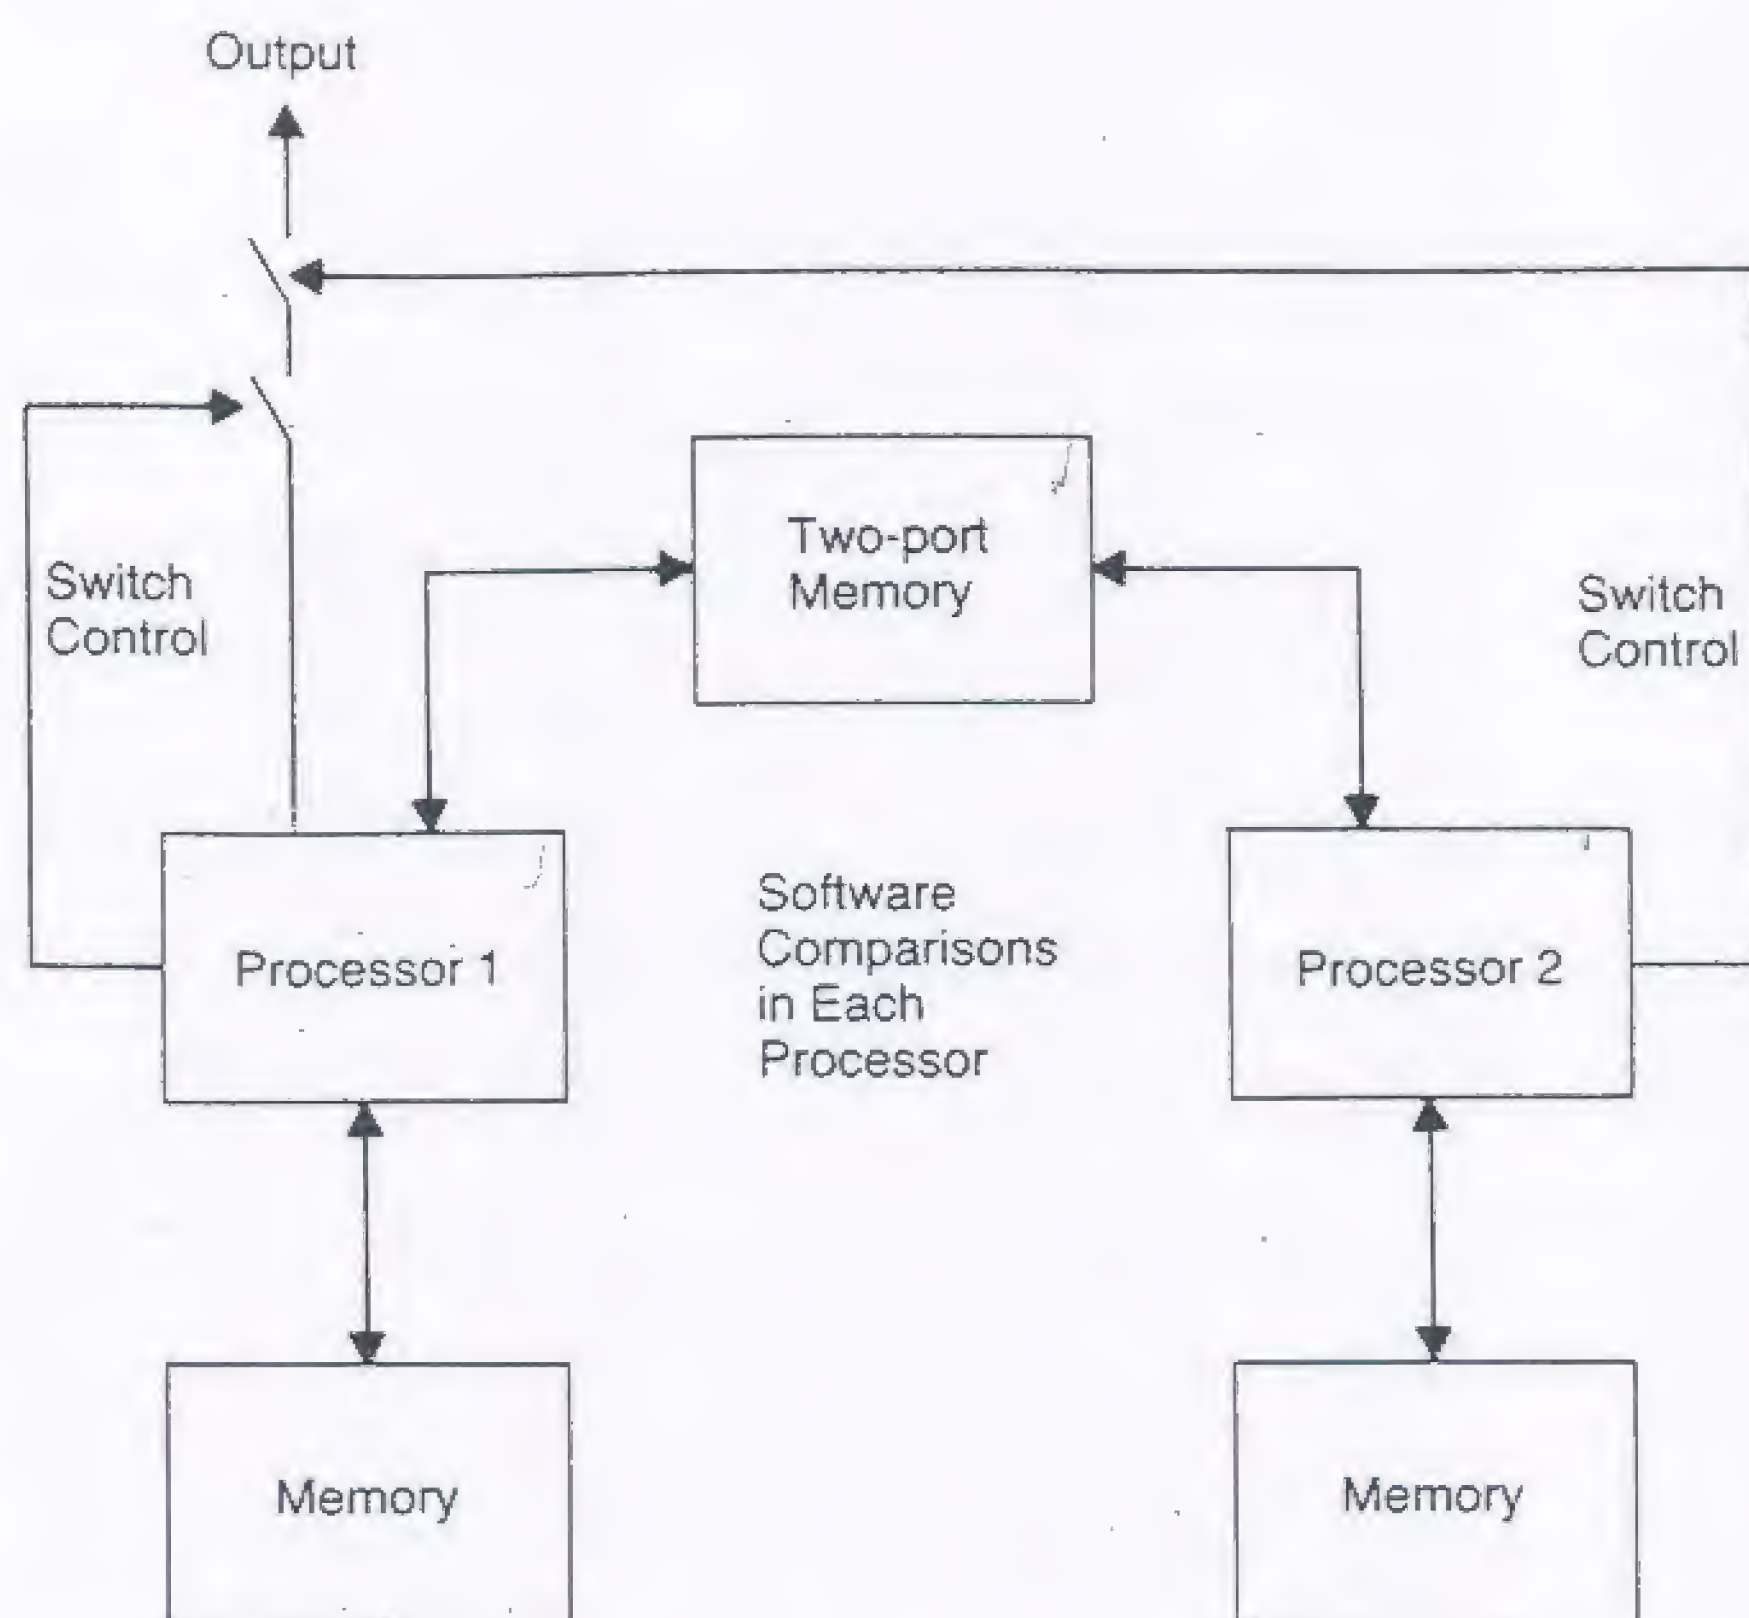 Output
Two-port
Memory
Switch
Control
Switch
Control
Software
Comparisons
in Each
Processor
Processor 1
Processor 2
Memory
Memory